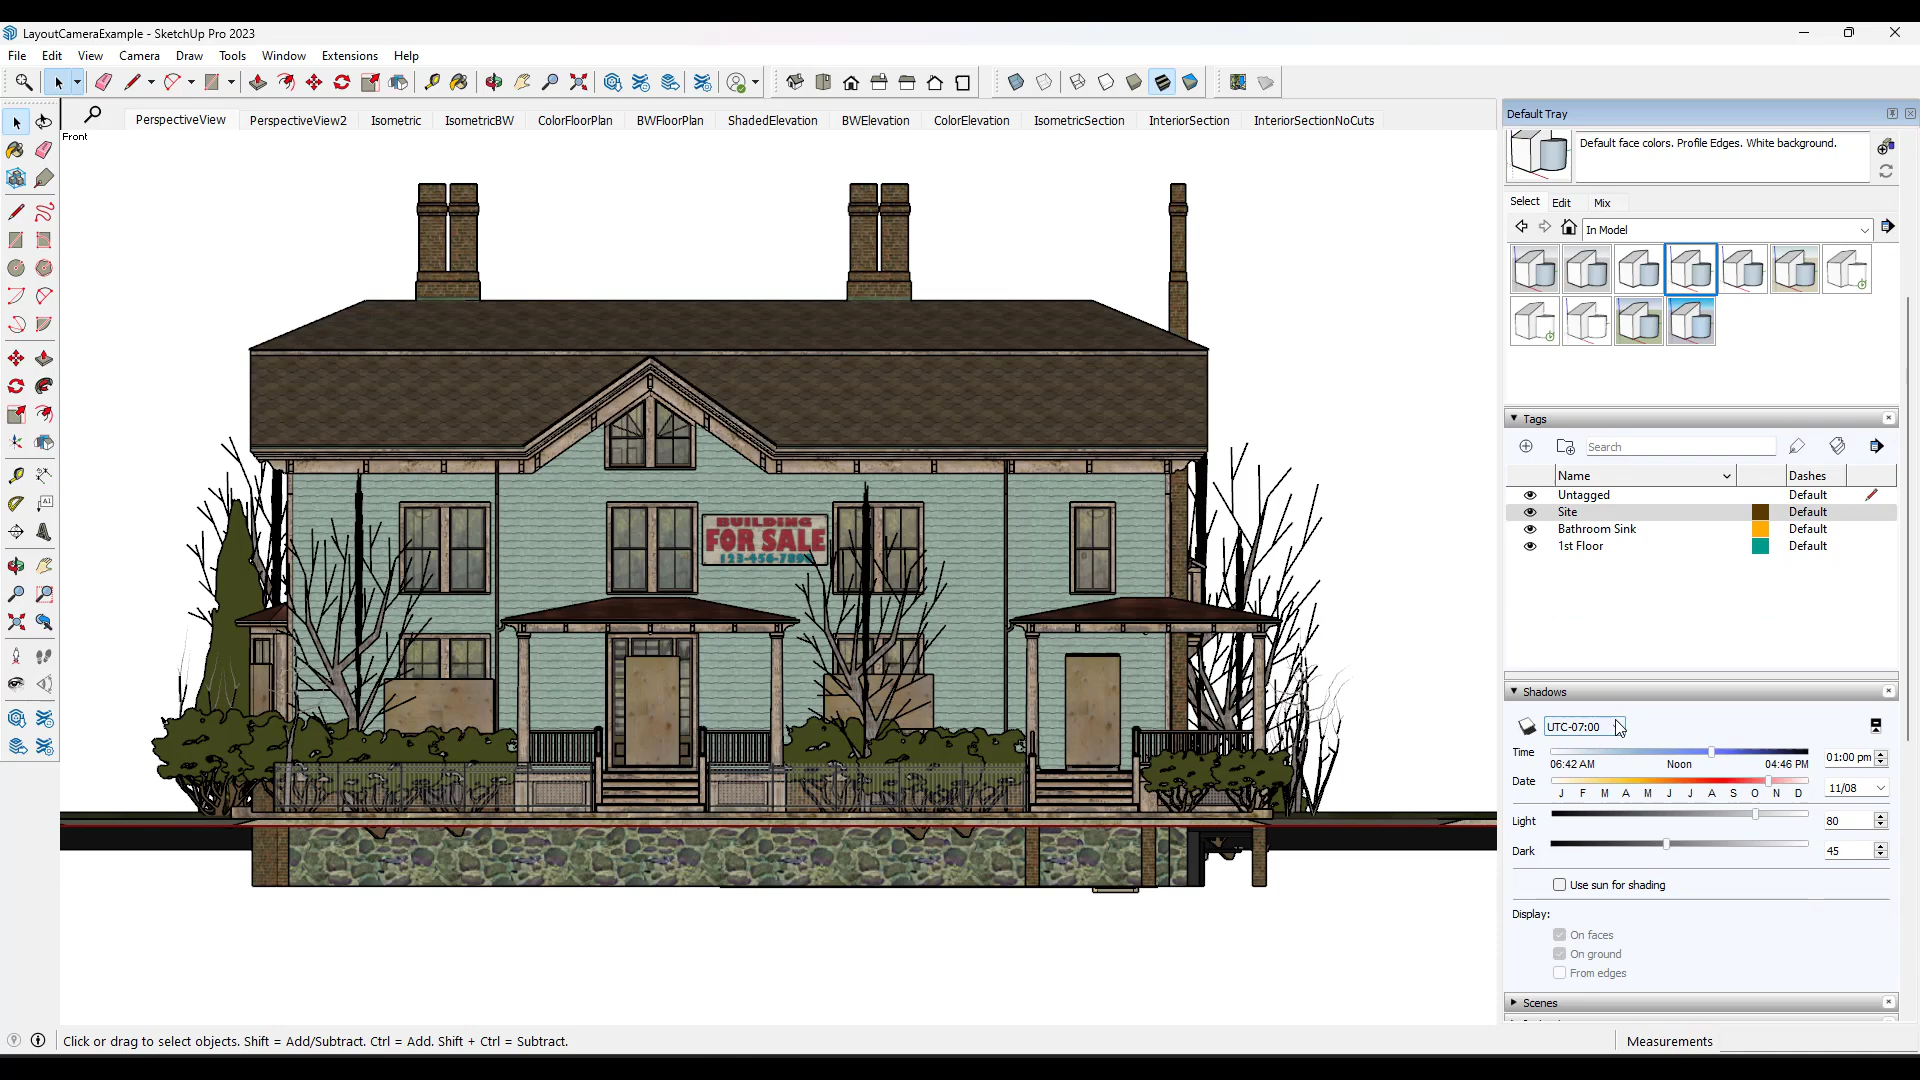 LayoutCameraExample - SketchUp Pro 2023
File Edit View Camera Draw Tools Window Extensions Help
PerspectiveView PerspectiveView2 Isometric IsometricBW ColorFloorPlan BWFloorPlan ShadedElevation BWElevation ColorElevation IsometricSection InteriorSection InteriorSectionNoCuts
Front
Default Tray
Default face colors. Profile Edges. White background.
Select Edit Mix
In Model
Tags
Search
Name Dashes
Untagged Default
Site Default
Bathroom Sink Default
1st Floor Default
BUILDING
FOR SALE
Shadows
UTC-07:00
Time 06:42 AM Noon 04:46 PM 01:00 pm
Date J F M A M J J A S O N D 11/08
Light 80
Dark 45
Use sun for shading
Display:
On faces
On ground
From edges
Scenes
Click or drag to select objects. Shift = Add/Subtract. Ctrl = Add. Shift + Ctrl = Subtract.
Measurements